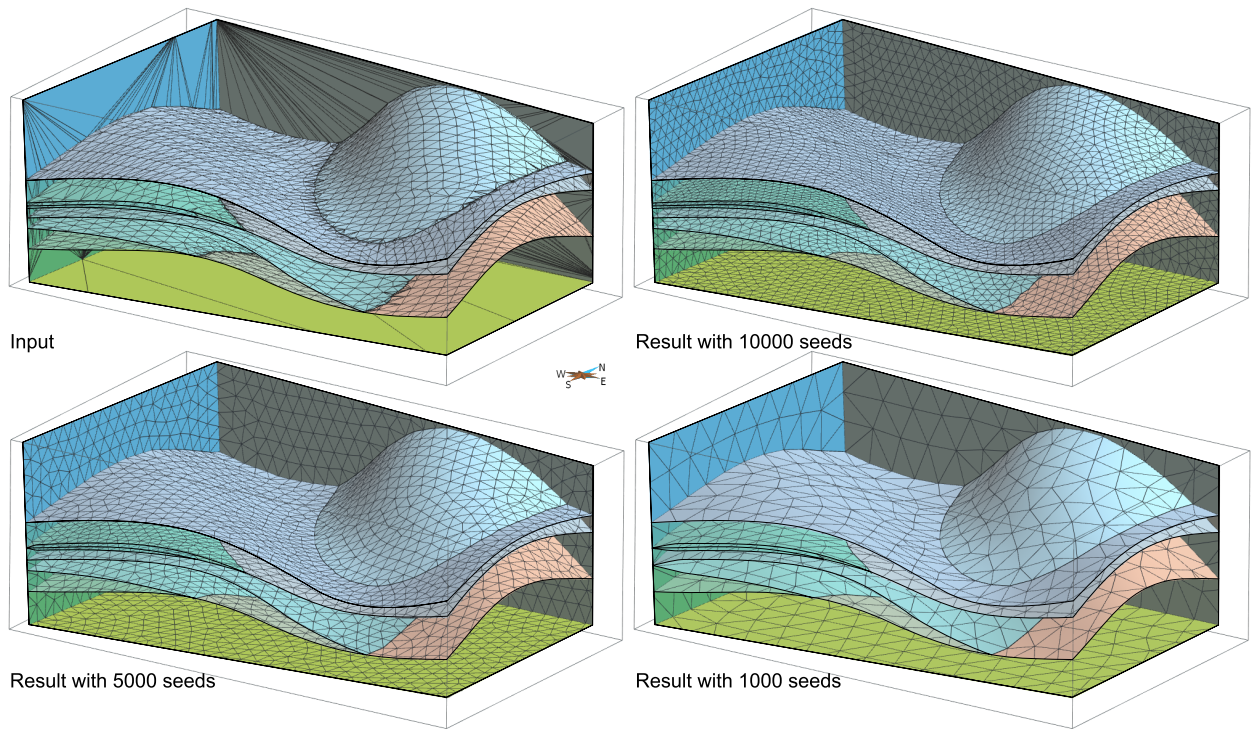 Input
Result with 10000 seeds
W N
S E
Result with 5000 seeds
Result with 1000 seeds